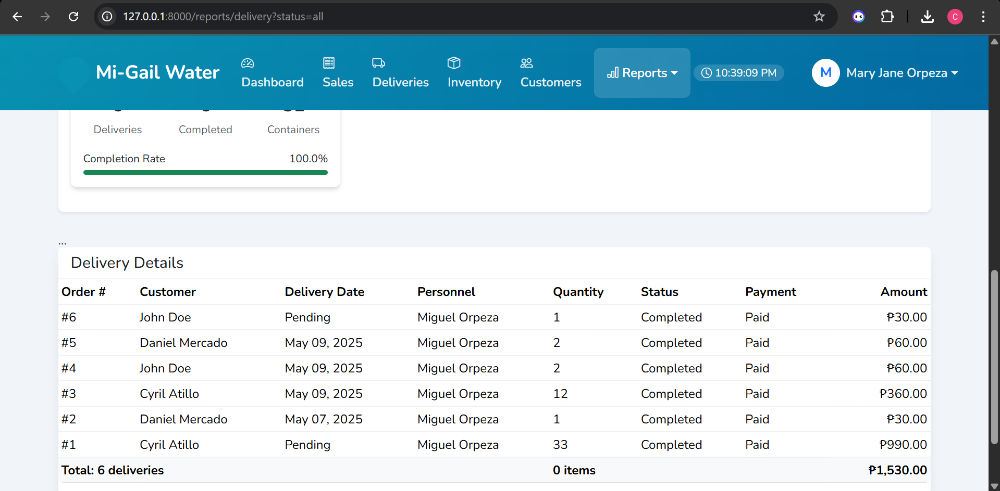 127.0.0.1:8000/reports/delivery?status=all
C
Mi-Gail Water
Dashboard
Sales
Deliveries
Inventory
Customers
Reports
10:39:09 PM
M
Mary Jane Orpeza
Deliveries Completed Containers
Completion Rate 100.0%
...
Delivery Details
Order # Customer Delivery Date Personnel Quantity Status Payment Amount
#6 John Doe Pending Miguel Orpeza 1 Completed Paid ₱30.00
#5 Daniel Mercado May 09, 2025 Miguel Orpeza 2 Completed Paid ₱60.00
#4 John Doe May 09, 2025 Miguel Orpeza 2 Completed Paid ₱60.00
#3 Cyril Atillo May 09, 2025 Miguel Orpeza 12 Completed Paid ₱360.00
#2 Daniel Mercado May 07, 2025 Miguel Orpeza 1 Completed Paid ₱30.00
#1 Cyril Atillo Pending Miguel Orpeza 33 Completed Paid ₱990.00
Total: 6 deliveries 0 items ₱1,530.00